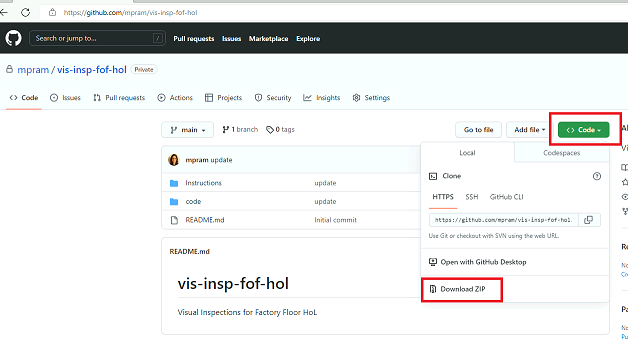 https://github.com/mpram/vis-insp-fof-hol
Search or jump to... /
Pull requests Issues Marketplace Explore
mpram / vis-insp-fof-hol Private
Code Issues Pull requests Actions Projects Security Insights Settings
main 1 branch 0 tags Go to file Add file Code
mpram update
Instructions update
code update
README.md Initial commit
Local Codespaces
Clone
HTTPS SSH GitHub CLI
https://github.com/mpram/vis-insp-fof-hol.
Use Git or checkout with SVN using the web URL.
Open with GitHub Desktop
Download ZIP
README.md
vis-insp-fof-hol
Visual Inspections for Factory Floor HoL